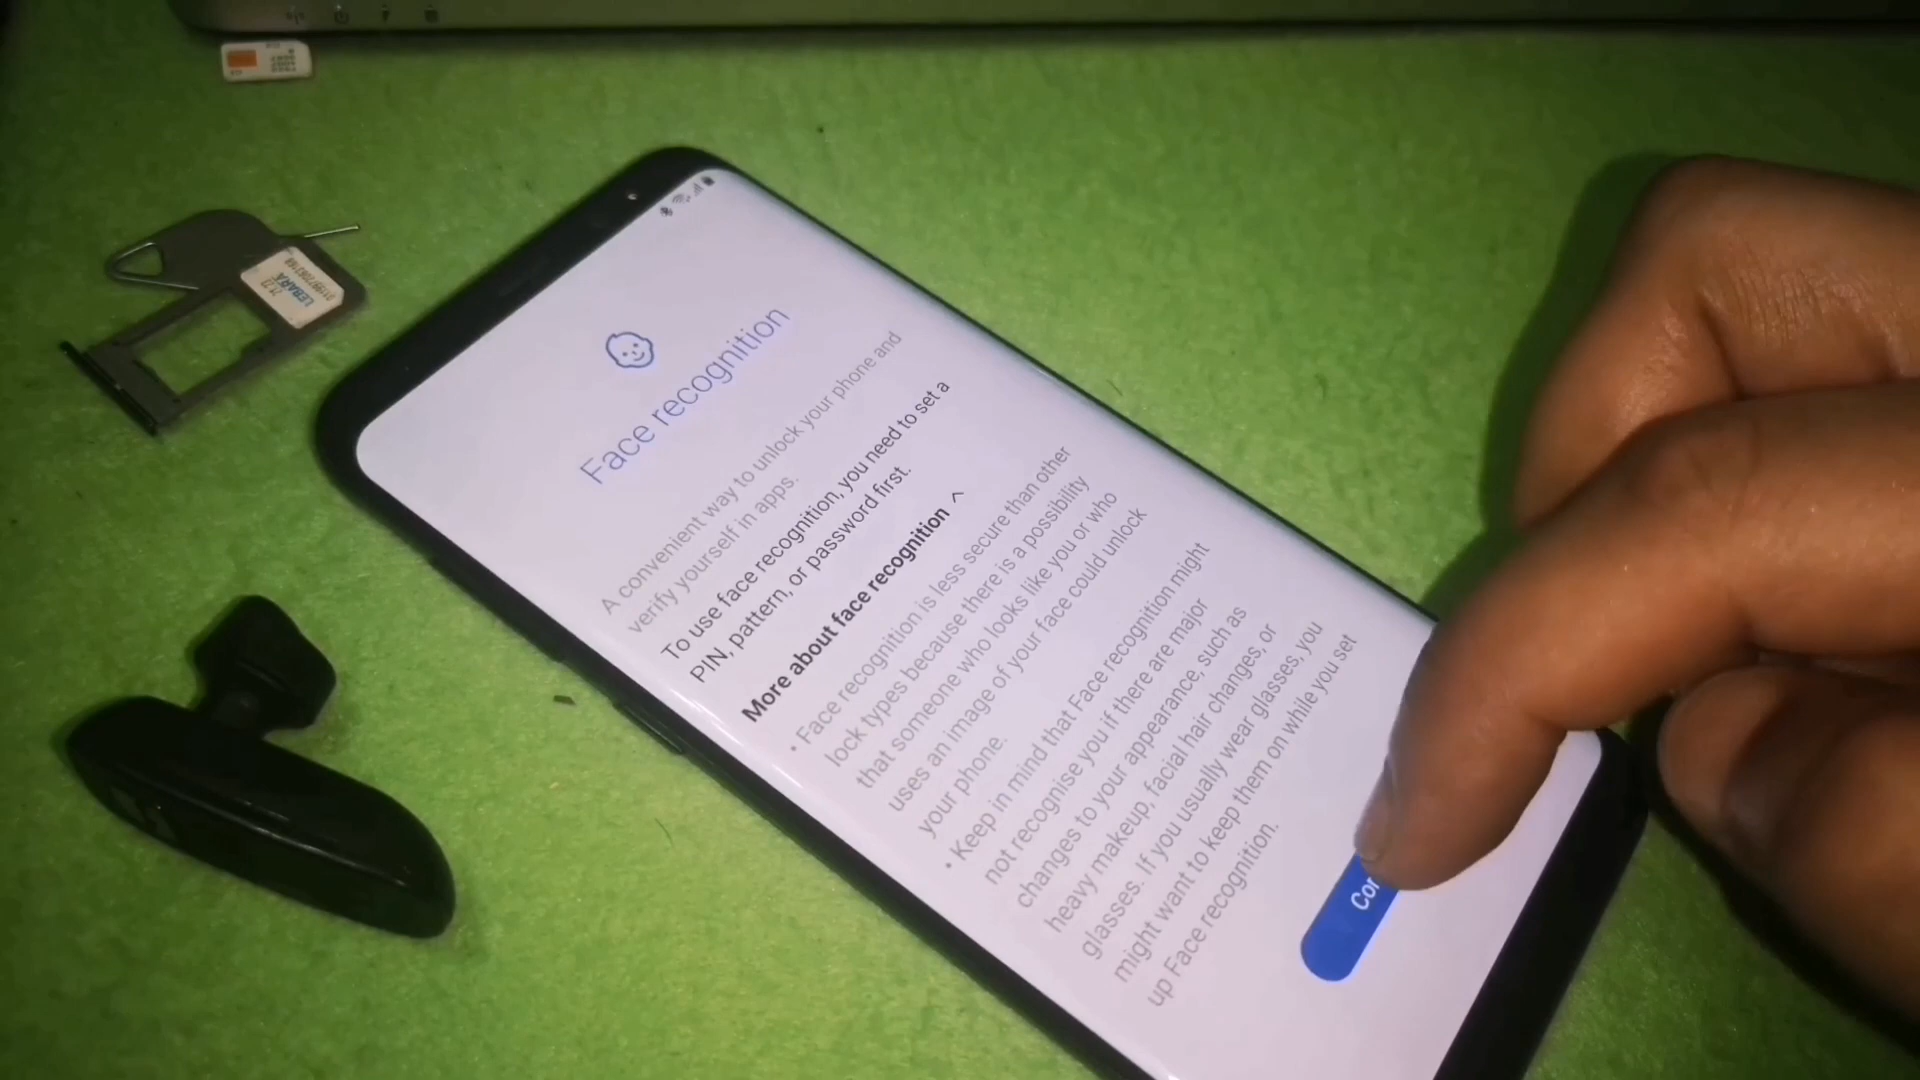 Face recognition
A convenient way to unlock your phone and
verify yourself in apps.
To use face recognition, you need to set a
PIN, pattern, or password first.
More about face recognition
• Face recognition is less secure than other
lock types because there is a possibility
that someone who looks like you or who
uses an image of your face could unlock
your phone.
• Keep in mind that Face recognition might
not recognise you if there are major
changes to your appearance, such as
heavy makeup, facial hair changes, or
glasses. If you usually wear glasses, you
might want to keep them on while you set
up Face recognition.
Con
LEBARA